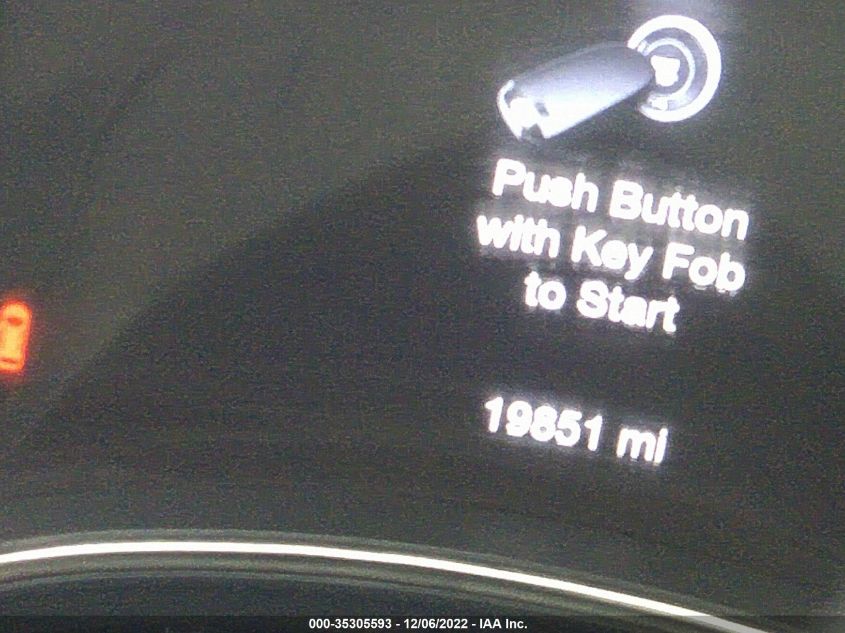 Push Button
with Key Fob
to Start
19851 mi
000-35305593 - 12/06/2022 - IAA Inc.